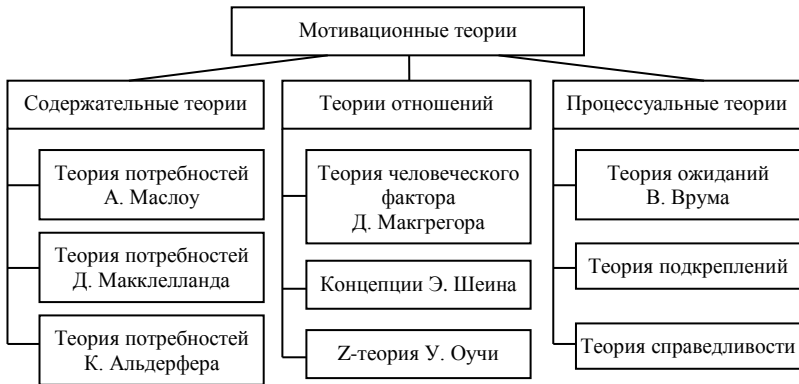 Мотивационные теории
Содержательные теории
Теории отношений
Процессуальные теории
Теория потребностей
А. Маслоу
Теория потребностей
Д. Макклелланда
Теория потребностей
К. Альдерфера
Теория человеческого
фактора
Д. Макгрегора
Концепции Э. Шеина
Z-теория У. Оучи
Теория ожиданий
В. Врума
Теория подкреплений
Теория справедливости